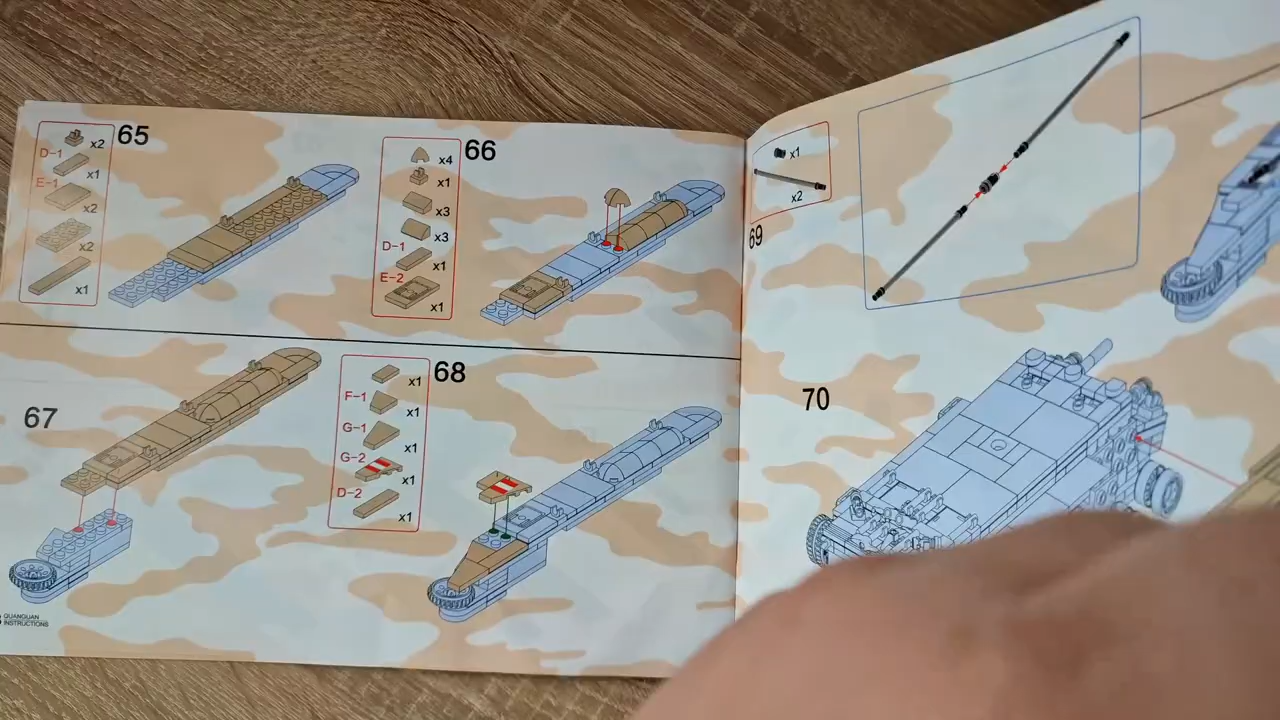 65
x2
D-1
x1
E-1
x2
x2
x1
66
x4
x1
x3
x3
D-1
x1
E-2
x1
67
68
x1
F-1
x1
G-1
x1
G-2
x1
D-2
x1
QUANGUAN
INSTRUCTIONS
x1
x2
69
70